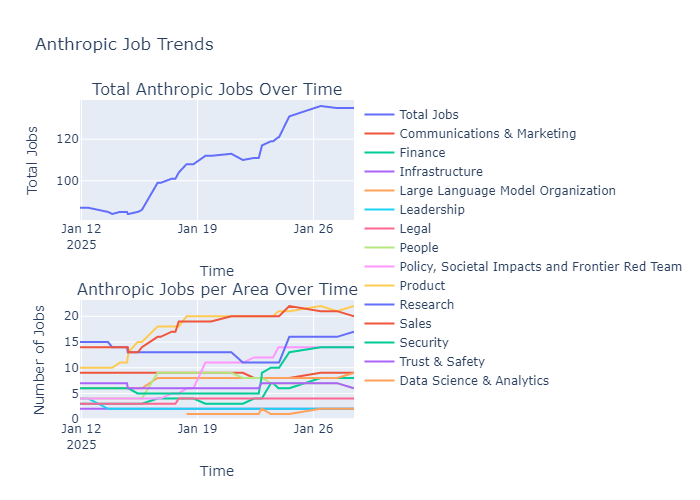 Anthropic Job Trends
Total Anthropic Jobs Over Time
Total Jobs
120
100
Jan 12
2025
Jan 19
Jan 26
Time
Anthropic Jobs per Area Over Time
Number of Jobs
20
15
10
5
0
Jan 12
2025
Jan 19
Jan 26
Time
Total Jobs
Communications & Marketing
Finance
Infrastructure
Large Language Model Organization
Leadership
Legal
People
Policy, Societal Impacts and Frontier Red Team
Product
Research
Sales
Security
Trust & Safety
Data Science & Analytics